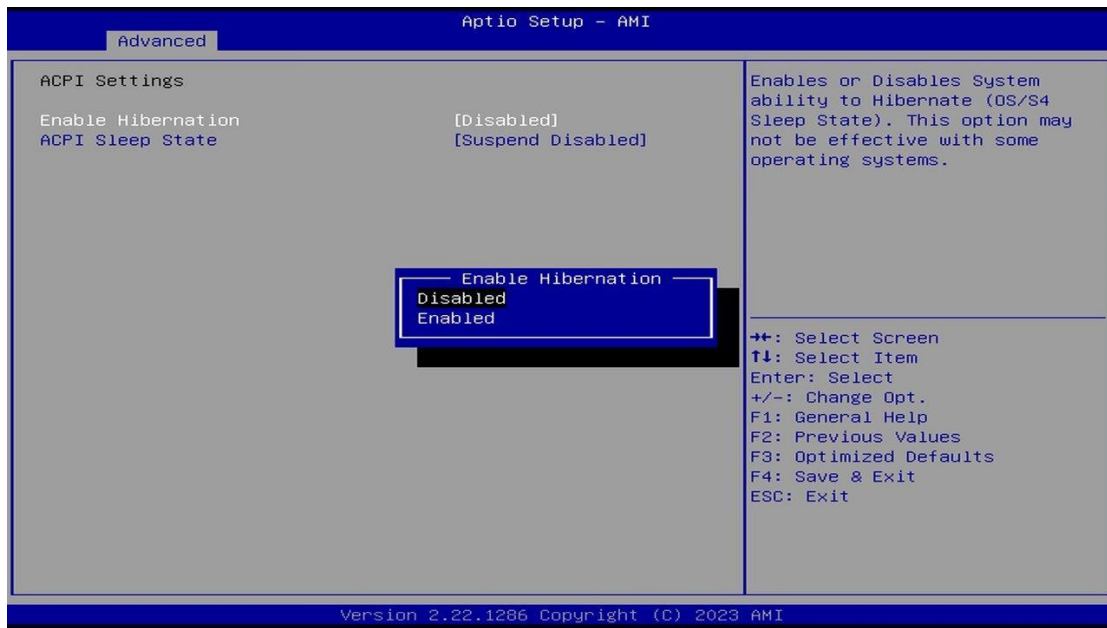 Aptio Setup - AMI
Advanced
ACPI Settings
Enable Hibernation [Disabled]
ACPI Sleep State [Suspend Disabled]
Enables or Disables System
ability to Hibernate (OS/S4
Sleep State). This option may
not be effective with some
operating systems.
Enable Hibernation
Disabled
Enabled
→←: Select Screen
↑↓: Select Item
Enter: Select
+/-: Change Opt.
F1: General Help
F2: Previous Values
F3: Optimized Defaults
F4: Save & Exit
ESC: Exit
Version 2.22.1286 Copyright (C) 2023 AMI